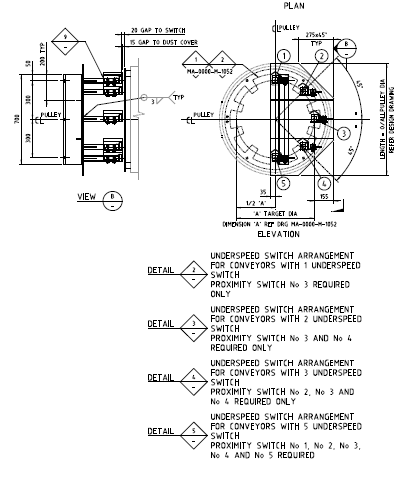 PLAN
9
-
20 GAP TO SWITCH
15 GAP TO DUST COVER
℄ PULLEY
275x45°
TYP
B
-
50
200 TYP
300
700
300
℄ PULLEY
3
TYP
1
2
-
-
MA-0000-M-1052
1
2
45°
℄ PULLEY
3
45°
LENGTH = O/ALL PULLEY DIA
REFER DESIGN DRAWING
5
4
35
155
1/2 'A'
'A' TARGET DIA
DIMENSION 'A' REF DRG MA-0000-M-1052
ELEVATION
VIEW B
-
DETAIL 2
-
UNDERSPEED SWITCH ARRANGEMENT
FOR CONVEYORS WITH 1 UNDERSPEED
SWITCH
PROXIMITY SWITCH No 3 REQUIRED
ONLY
DETAIL 3
-
UNDERSPEED SWITCH ARRANGEMENT
FOR CONVEYORS WITH 2 UNDERSPEED
SWITCH
PROXIMITY SWITCH No 3 AND No 4
REQUIRED ONLY
DETAIL 4
-
UNDERSPEED SWITCH ARRANGEMENT
FOR CONVEYORS WITH 3 UNDERSPEED
SWITCH
PROXIMITY SWITCH No 2, No 3 AND
No 4 REQUIRED ONLY
DETAIL 5
-
UNDERSPEED SWITCH ARRANGEMENT
FOR CONVEYORS WITH 5 UNDERSPEED
SWITCH
PROXIMITY SWITCH No 1, No 2, No 3,
No 4 AND No 5 REQUIRED